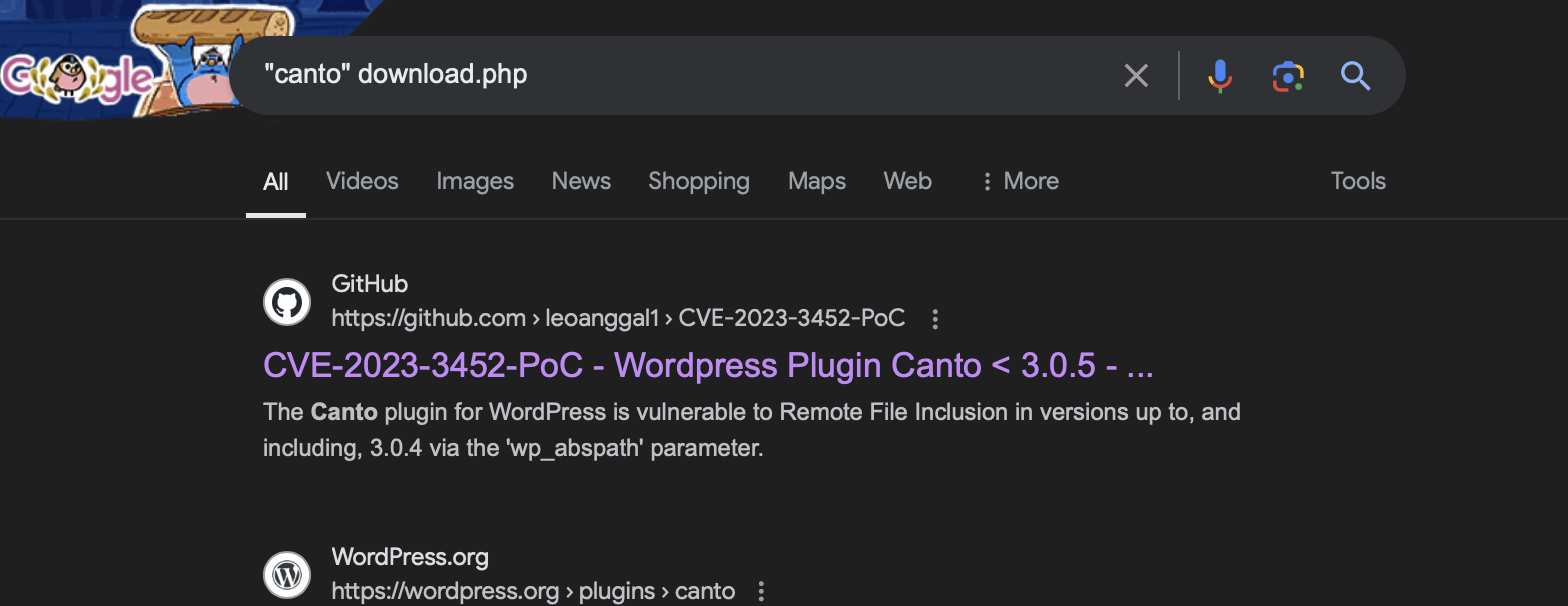 Google
"canto" download.php
All Videos Images News Shopping Maps Web More Tools
GitHub
https://github.com › leoanggal1 › CVE-2023-3452-PoC
CVE-2023-3452-PoC - Wordpress Plugin Canto < 3.0.5 - ...
The Canto plugin for WordPress is vulnerable to Remote File Inclusion in versions up to, and
including, 3.0.4 via the 'wp_abspath' parameter.
WordPress.org
https://wordpress.org › plugins › canto